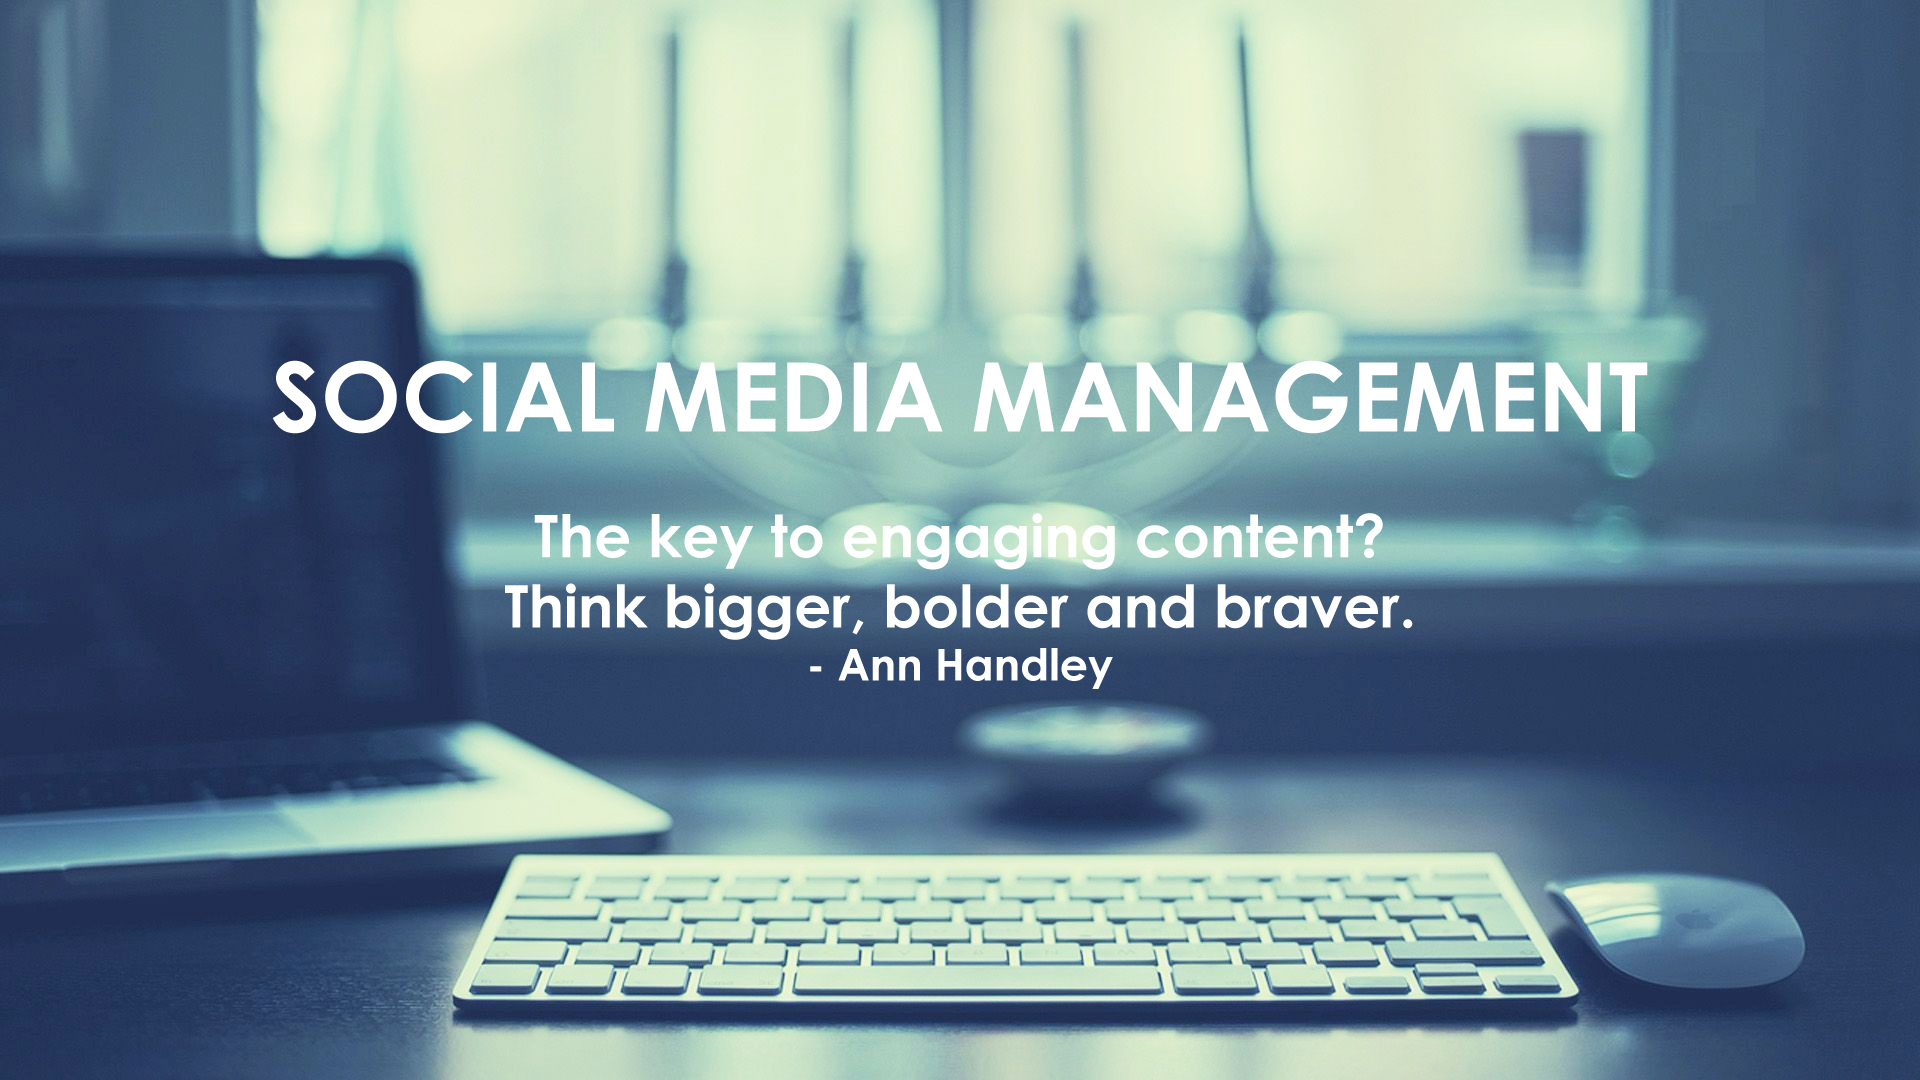 SOCIAL MEDIA MANAGEMENT
The key to engaging content?
Think bigger, bolder and braver.
- Ann Handley